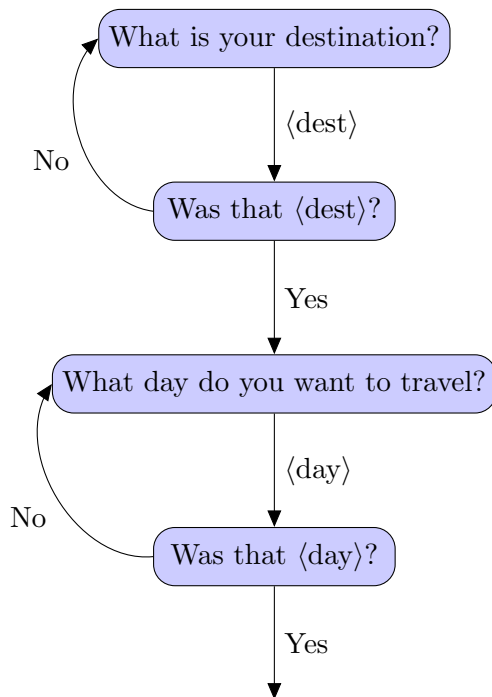 What is your destination?
⟨dest⟩
No
Was that ⟨dest⟩?
Yes
What day do you want to travel?
⟨day⟩
No
Was that ⟨day⟩?
Yes